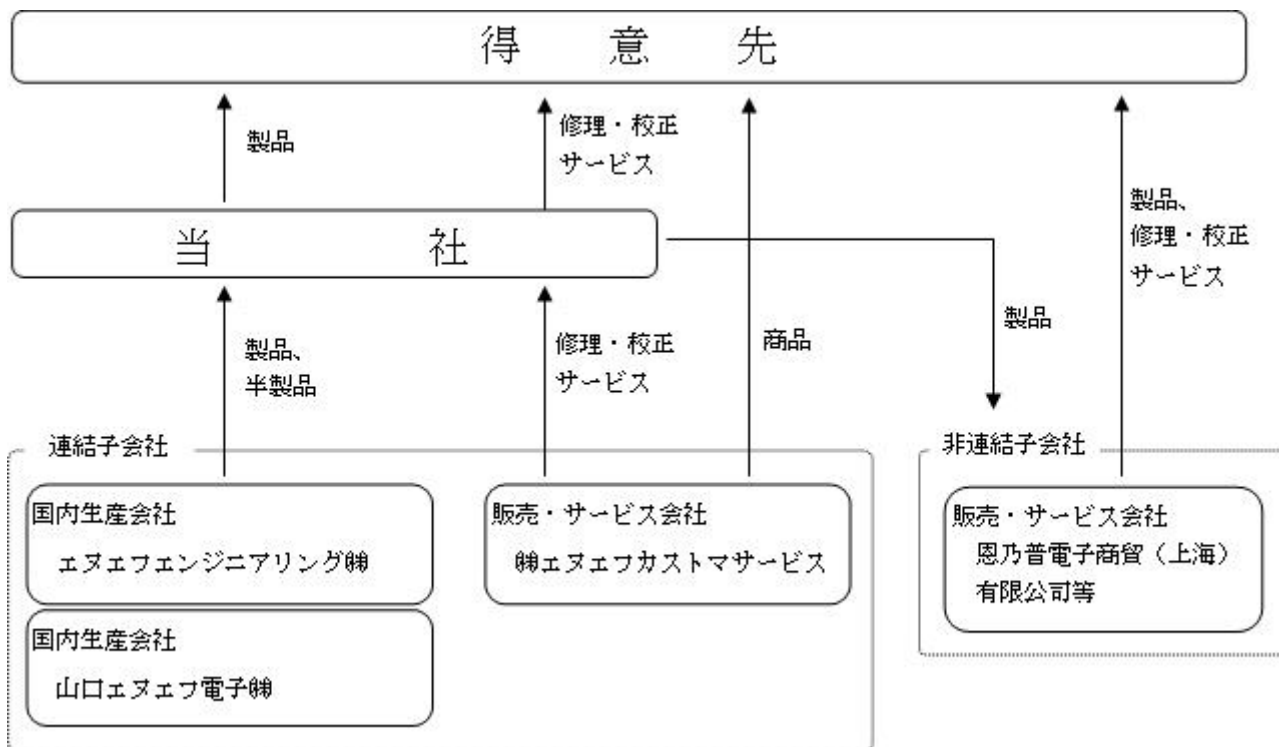 得意先
製品
修理・校正
サービス
製品、
修理・校正
サービス
当社
製品、
半製品
修理・校正
サービス
商品
製品
連結子会社
非連結子会社
国内生産会社
エヌエフエンジニアリング㈱
販売・サービス会社
㈱エヌエフカストマサービス
販売・サービス会社
恩乃普電子商貿（上海）
有限公司等
国内生産会社
山口エヌエフ電子㈱